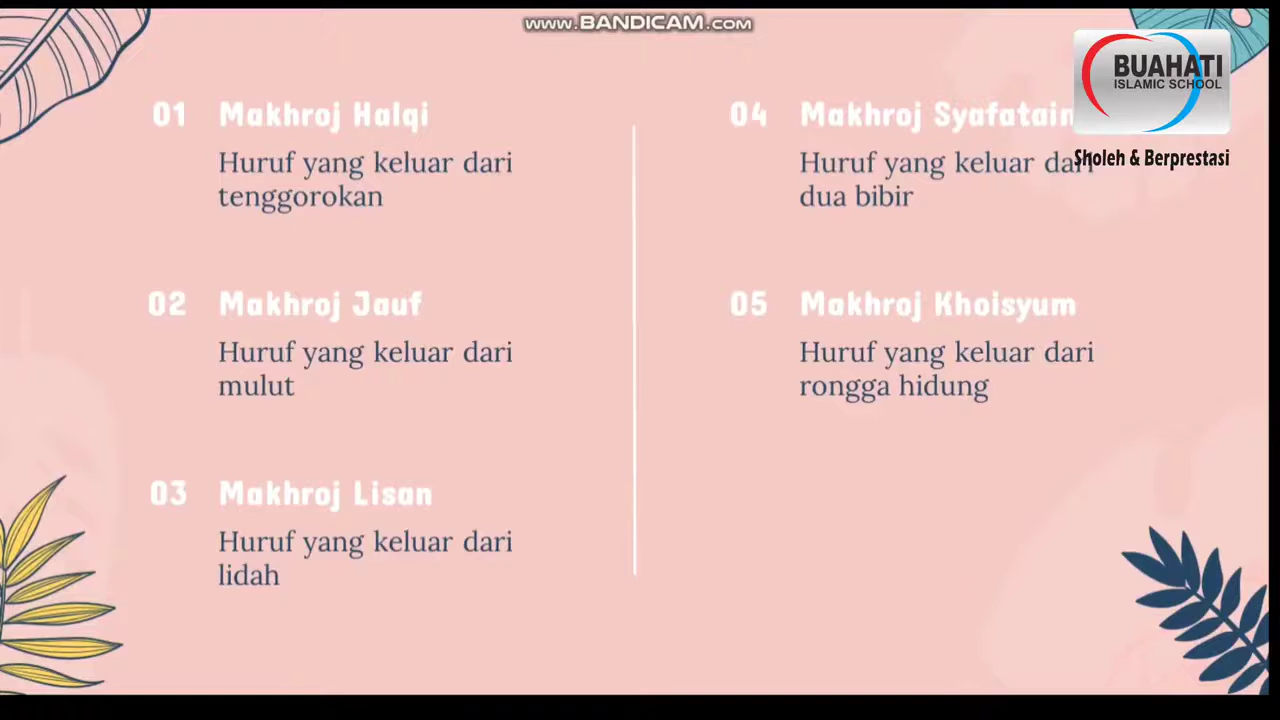 www.BANDICAM.com
BUAHATI
ISLAMIC SCHOOL
Sholeh & Berprestasi
01 Makhroj Halqi
Huruf yang keluar dari
tenggorokan
02 Makhroj Jauf
Huruf yang keluar dari
mulut
03 Makhroj Lisan
Huruf yang keluar dari
lidah
04 Makhroj Syafatain
Huruf yang keluar dari
dua bibir
05 Makhroj Khoisyum
Huruf yang keluar dari
rongga hidung